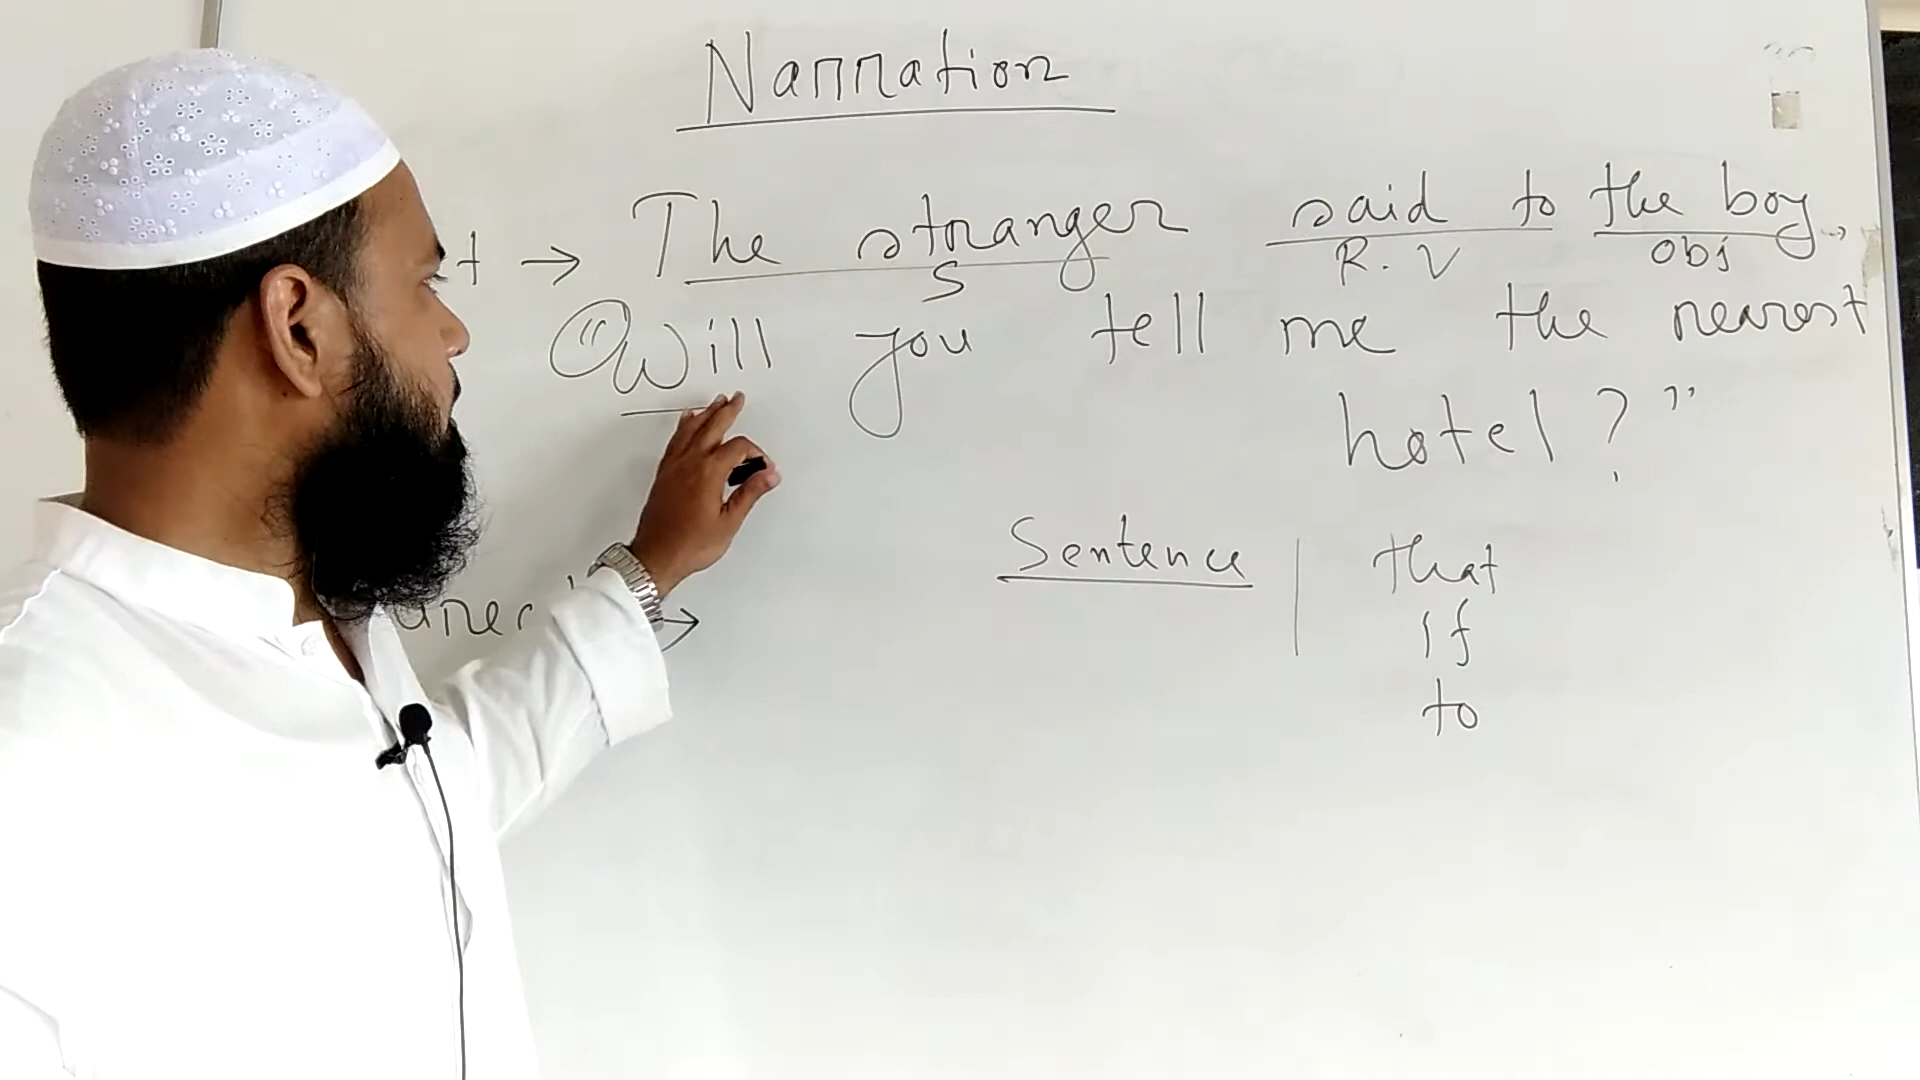 Narration
→ The stranger said to the boy,
S R.V Obj
"Will you tell me the nearest
hotel?"
Sentence | that
if
to
→